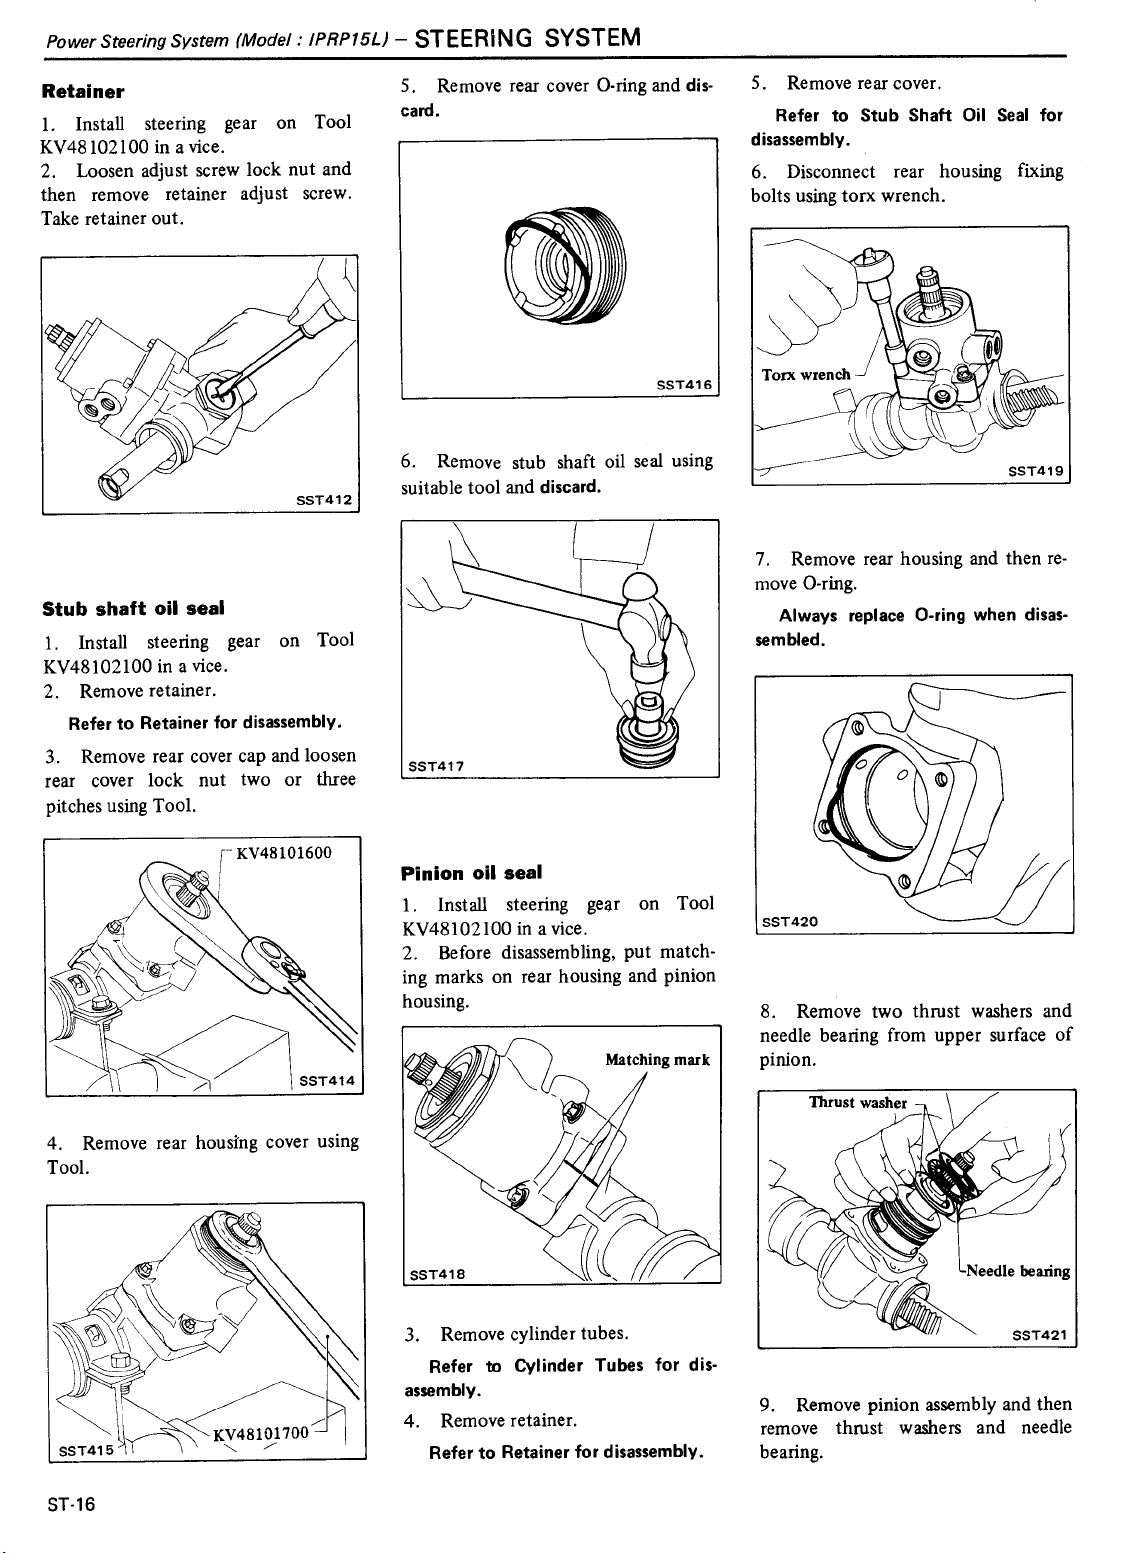 Power Steering System (Model : IPRP15L) – STEERING SYSTEM
Retainer
1. Install steering gear on Tool
KV48102100 in a vice.
2. Loosen adjust screw lock nut and
then remove retainer adjust screw.
Take retainer out.
SST412
Stub shaft oil seal
1. Install steering gear on Tool
KV48102100 in a vice.
2. Remove retainer.
Refer to Retainer for disassembly.
3. Remove rear cover cap and loosen
rear cover lock nut two or three
pitches using Tool.
KV48101600
SST414
4. Remove rear housing cover using
Tool.
KV48101700
SST415
5. Remove rear cover O-ring and dis-
card.
SST416
6. Remove stub shaft oil seal using
suitable tool and discard.
SST417
Pinion oil seal
1. Install steering gear on Tool
KV48102100 in a vice.
2. Before disassembling, put match-
ing marks on rear housing and pinion
housing.
Matching mark
SST418
3. Remove cylinder tubes.
Refer to Cylinder Tubes for dis-
assembly.
4. Remove retainer.
Refer to Retainer for disassembly.
5. Remove rear cover.
Refer to Stub Shaft Oil Seal for
disassembly.
6. Disconnect rear housing fixing
bolts using torx wrench.
Torx wrench
SST419
7. Remove rear housing and then re-
move O-ring.
Always replace O-ring when disas-
sembled.
SST420
8. Remove two thrust washers and
needle bearing from upper surface of
pinion.
Thrust washer
Needle bearing
SST421
9. Remove pinion assembly and then
remove thrust washers and needle
bearing.
ST-16